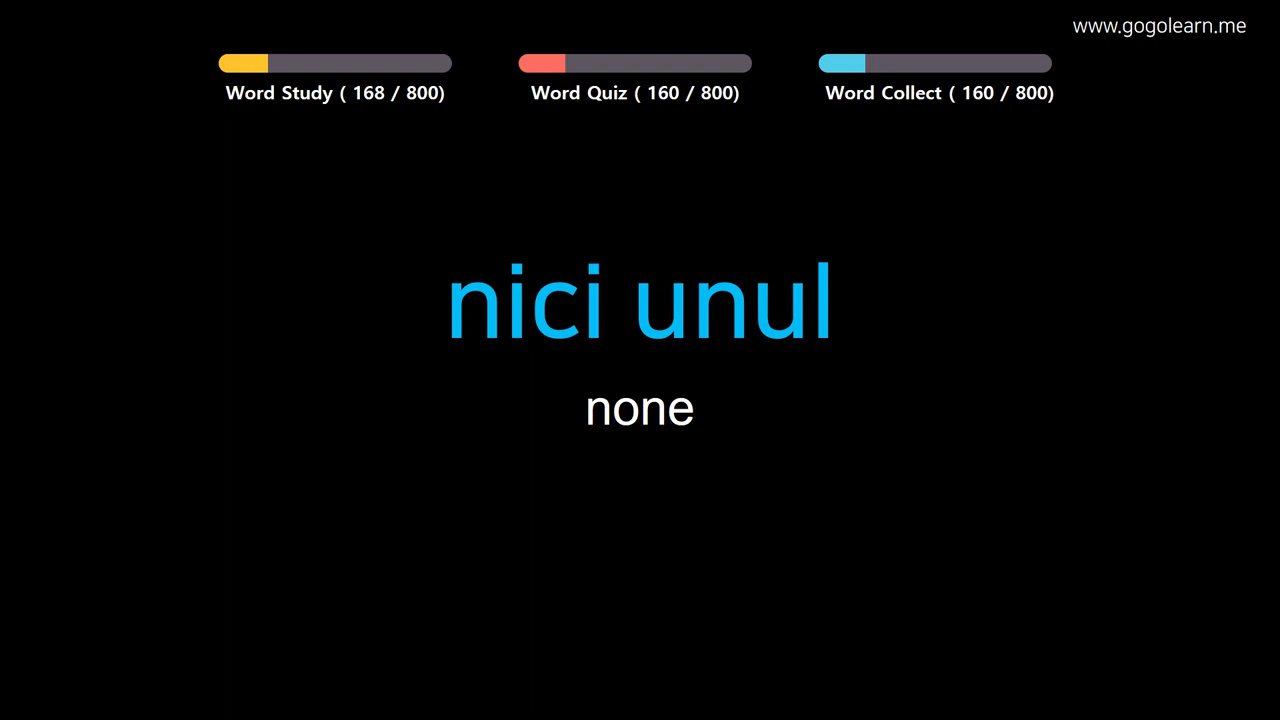 www.gogolearn.me
Word Study ( 168 / 800)
Word Quiz ( 160 / 800)
Word Collect ( 160 / 800)
nici unul
none